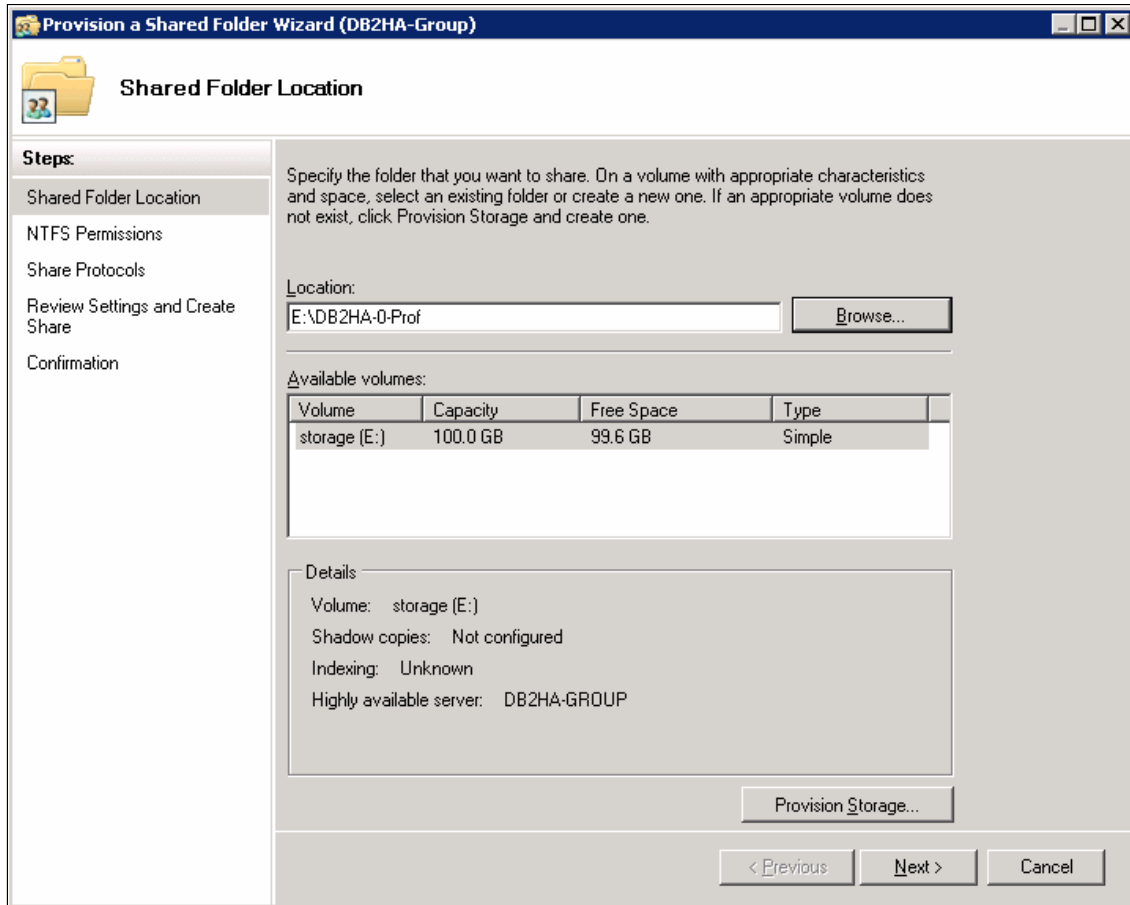 Provision a Shared Folder Wizard (DB2HA-Group)
Shared Folder Location
Steps:
Shared Folder Location
NTFS Permissions
Share Protocols
Review Settings and Create
Share
Confirmation
Specify the folder that you want to share. On a volume with appropriate characteristics
and space, select an existing folder or create a new one. If an appropriate volume does
not exist, click Provision Storage and create one.
Location:
E:\DB2HA-0-Prof
Browse...
Available volumes:
Volume Capacity Free Space Type
storage (E:) 100.0 GB 99.6 GB Simple
Details
Volume: storage (E:)
Shadow copies: Not configured
Indexing: Unknown
Highly available server: DB2HA-GROUP
Provision Storage...
< Previous Next > Cancel